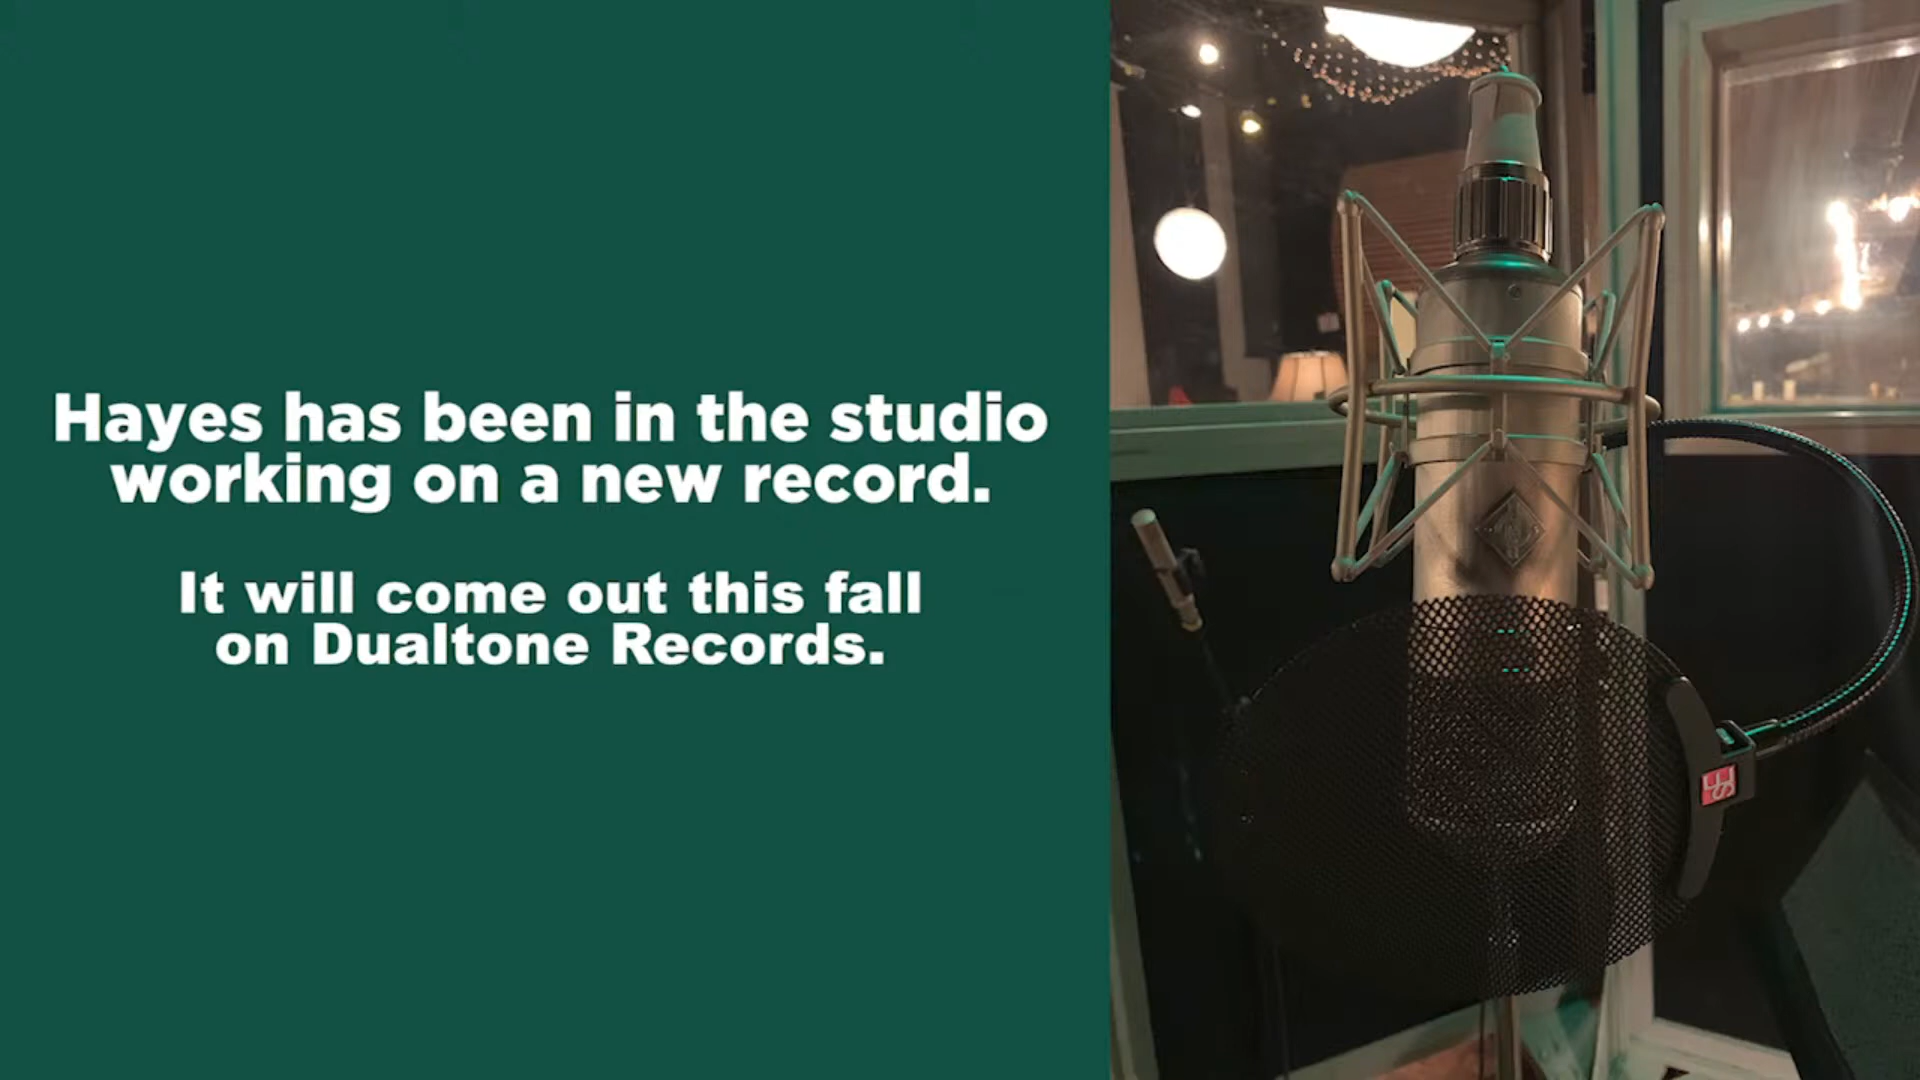 Hayes has been in the studio
working on a new record.
It will come out this fall
on Dualtone Records.
sE